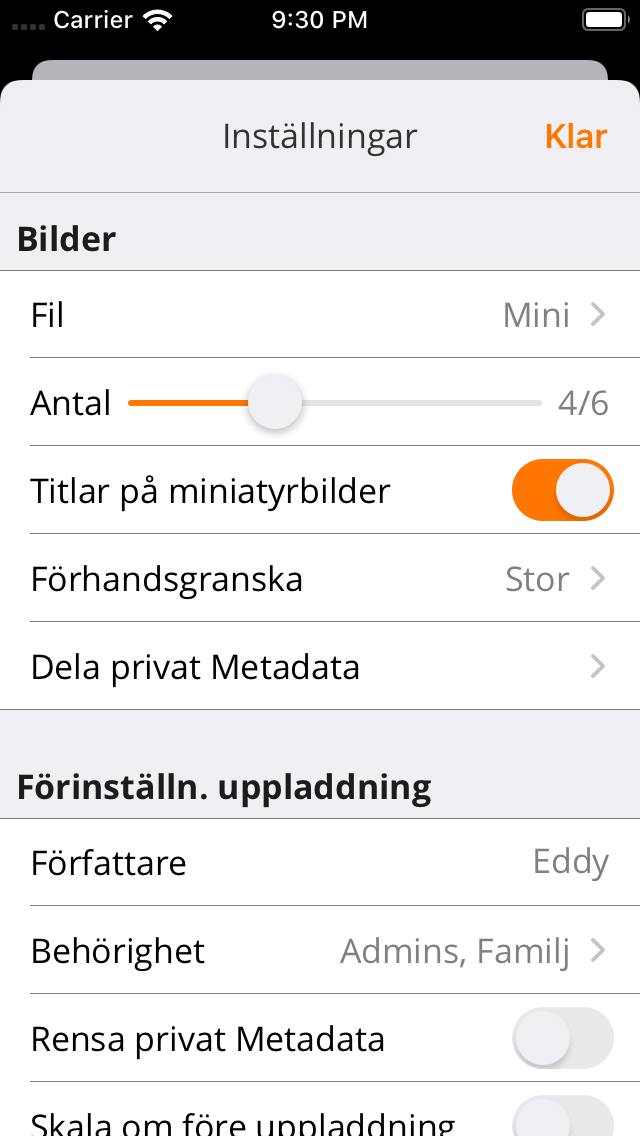 Carrier 9:30 PM
Inställningar Klar
Bilder
Fil Mini
Antal 4/6
Titlar på miniatyrbilder
Förhandsgranska Stor
Dela privat Metadata
Förinställn. uppladdning
Författare Eddy
Behörighet Admins, Familj
Rensa privat Metadata
Skala om före uppladdning